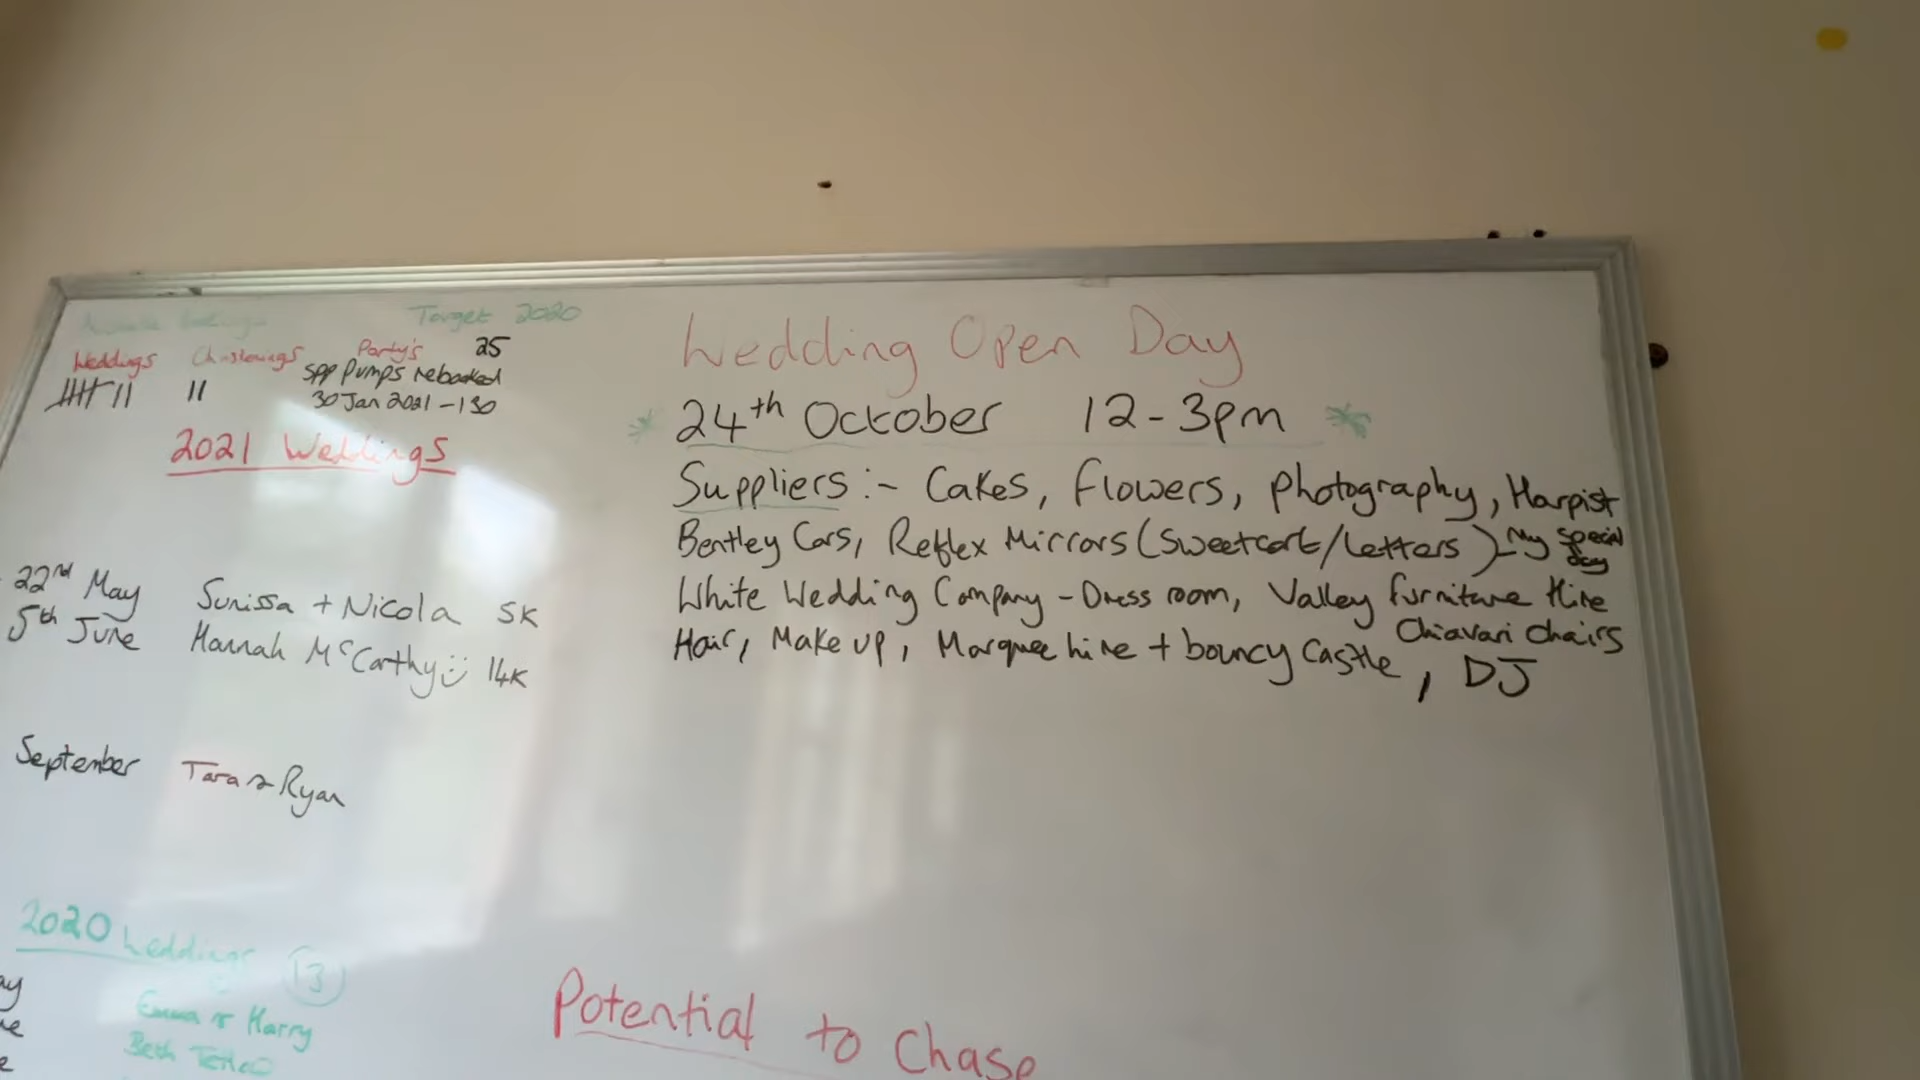 Target 2020
Weddings Christenings Party's 25
SPP Pumps rebooked
30 Jan 2021 - 130
2021 Weddings
22nd May Sunissa + Nicola 5K
5th June Hannah McCarthy 14K
September Tara & Ryan
2020 Weddings 13
Emma & Harry
Beth
Wedding Open Day
24th October 12-3pm
Suppliers:- Cakes, Flowers, Photography, Harpist
Bentley Cars, Reflex Mirrors (Sweetcart/Letters) - My Special day
White Wedding Company - Dress room, Valley Furniture Hire
Chiavari Chairs
Hair, Make up, Marquee hire + bouncy Castle, DJ
Potential to Chase